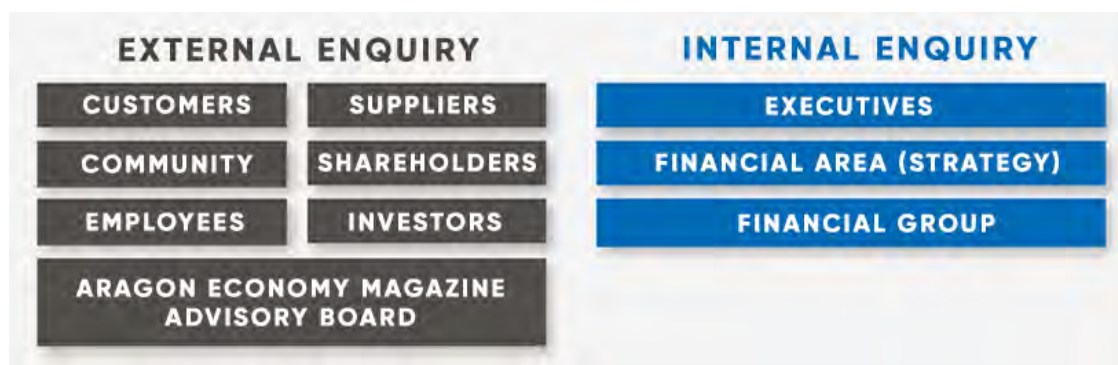 EXTERNAL ENQUIRY
CUSTOMERS
SUPPLIERS
COMMUNITY
SHAREHOLDERS
EMPLOYEES
INVESTORS
ARAGON ECONOMY MAGAZINE
ADVISORY BOARD
INTERNAL ENQUIRY
EXECUTIVES
FINANCIAL AREA (STRATEGY)
FINANCIAL GROUP